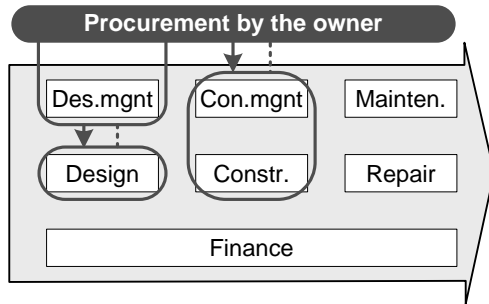 Procurement by the owner
Des.mgnt Con.mgnt Mainten.
Design Constr. Repair
Finance